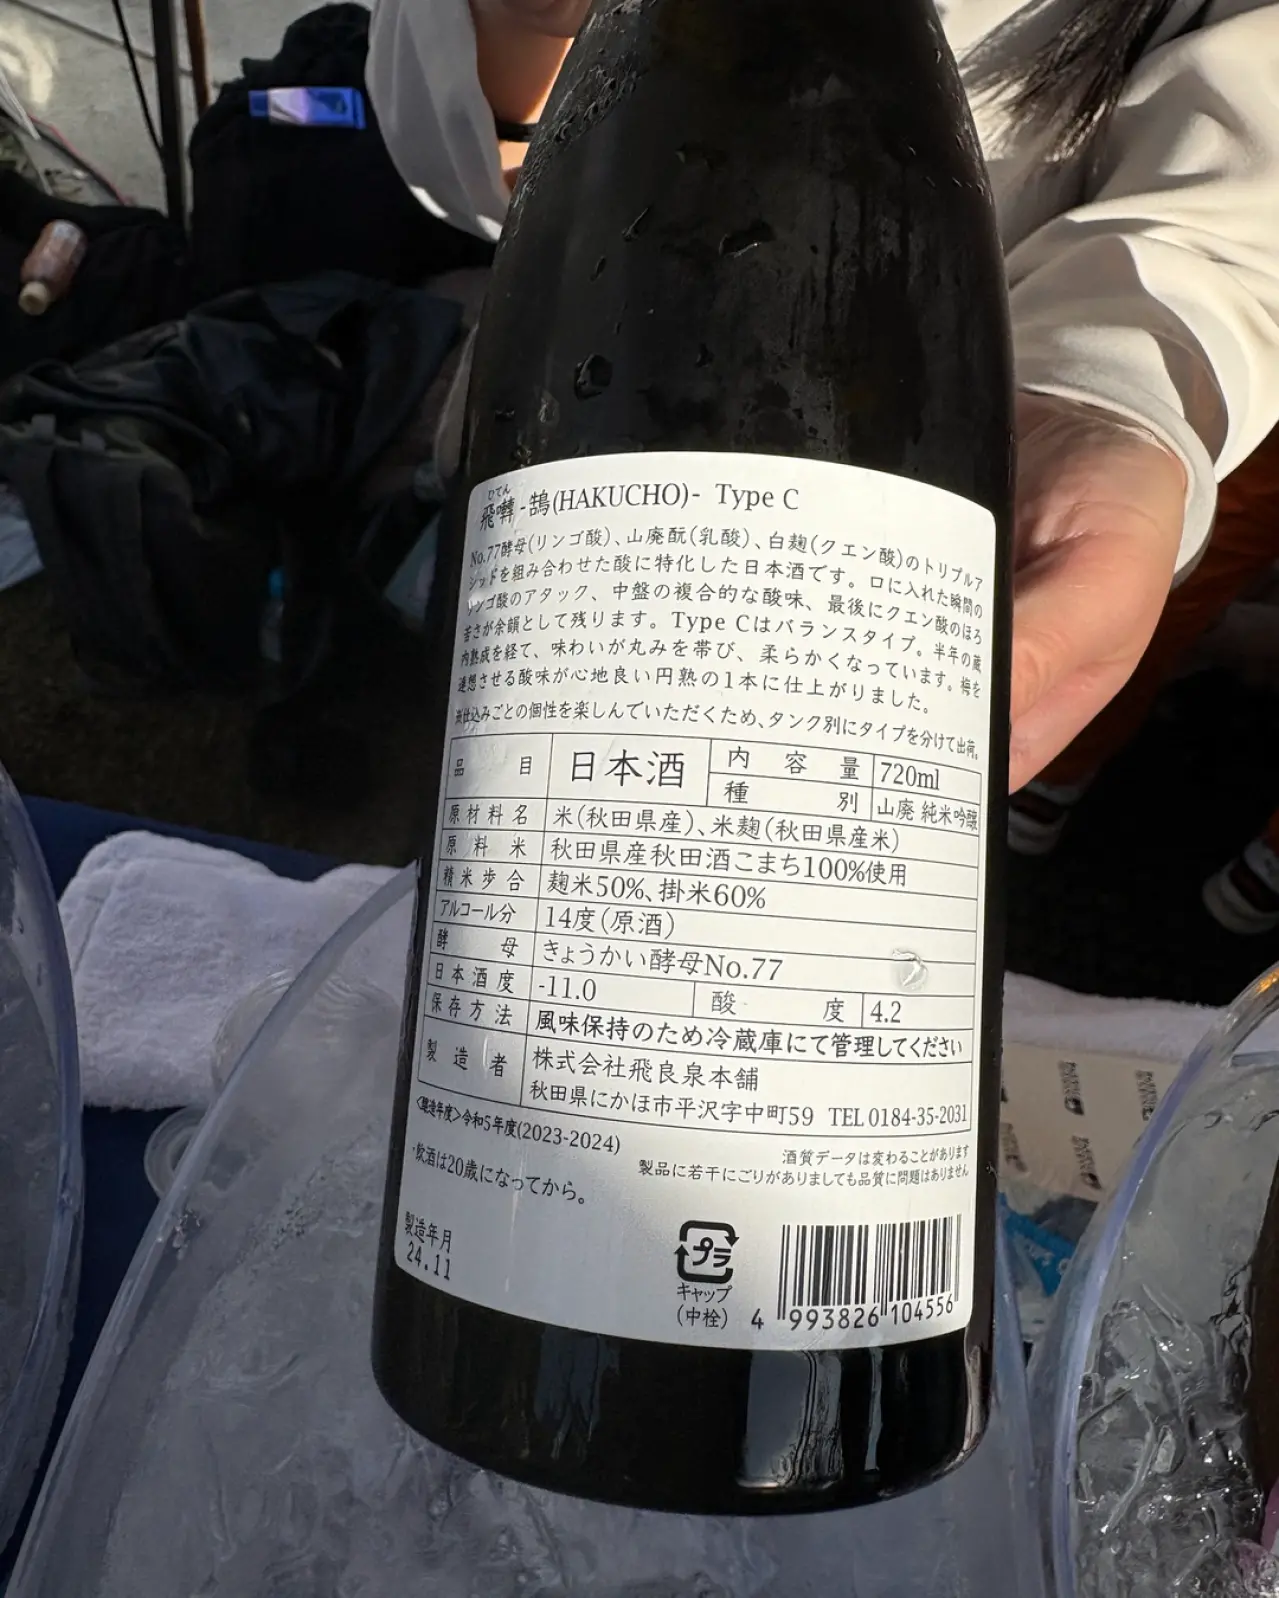 ひてん
飛囀 -鵠(HAKUCHO)- Type C
No.77酵母(リンゴ酸)、山廃酛(乳酸)、白麹(クエン酸)のトリプルア
シッドを組み合わせた酸に特化した日本酒です。口に入れた瞬間の
リンゴ酸のアタック、中盤の複合的な酸味、最後にクエン酸のほろ
苦さが余韻として残ります。Type Cはバランスタイプ。半年の蔵
内熟成を経て、味わいが丸みを帯び、柔らかくなっています。梅を
連想させる酸味が心地良い円熟の1本に仕上がりました。
※仕込みごとの個性を楽しんでいただくため、タンク別にタイプを分けて出荷。
品目 日本酒 内容量 720ml
種別 山廃 純米吟醸
原材料名 米(秋田県産)、米麹(秋田県産米)
原料米 秋田県産秋田酒こまち100%使用
精米歩合 麹米50%、掛米60%
アルコール分 14度(原酒)
酵母 きょうかい酵母No.77
日本酒度 -11.0 酸度 4.2
保存方法 風味保持のため冷蔵庫にて管理してください
製造者 株式会社飛良泉本舗
秋田県にかほ市平沢字中町59 TEL 0184-35-2031
<醸造年度>令和5年度(2023-2024)
酒質データは変わることがあります
製品に若干にごりがありましても品質に問題はありません
・飲酒は20歳になってから。
製造年月
24.11
プラ
キャップ
(中栓)
4 993826 104556